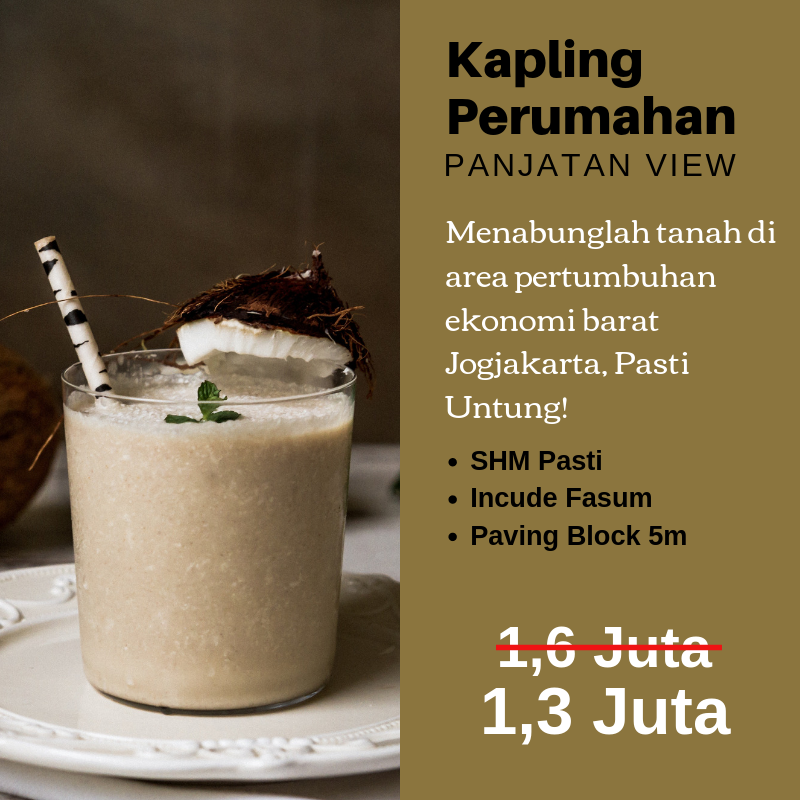 Kapling
Perumahan
PANJATAN VIEW
Menabunglah tanah di
area pertumbuhan
ekonomi barat
Jogjakarta, Pasti
Untung!
• SHM Pasti
• Incude Fasum
• Paving Block 5m
1,6 Juta
1,3 Juta